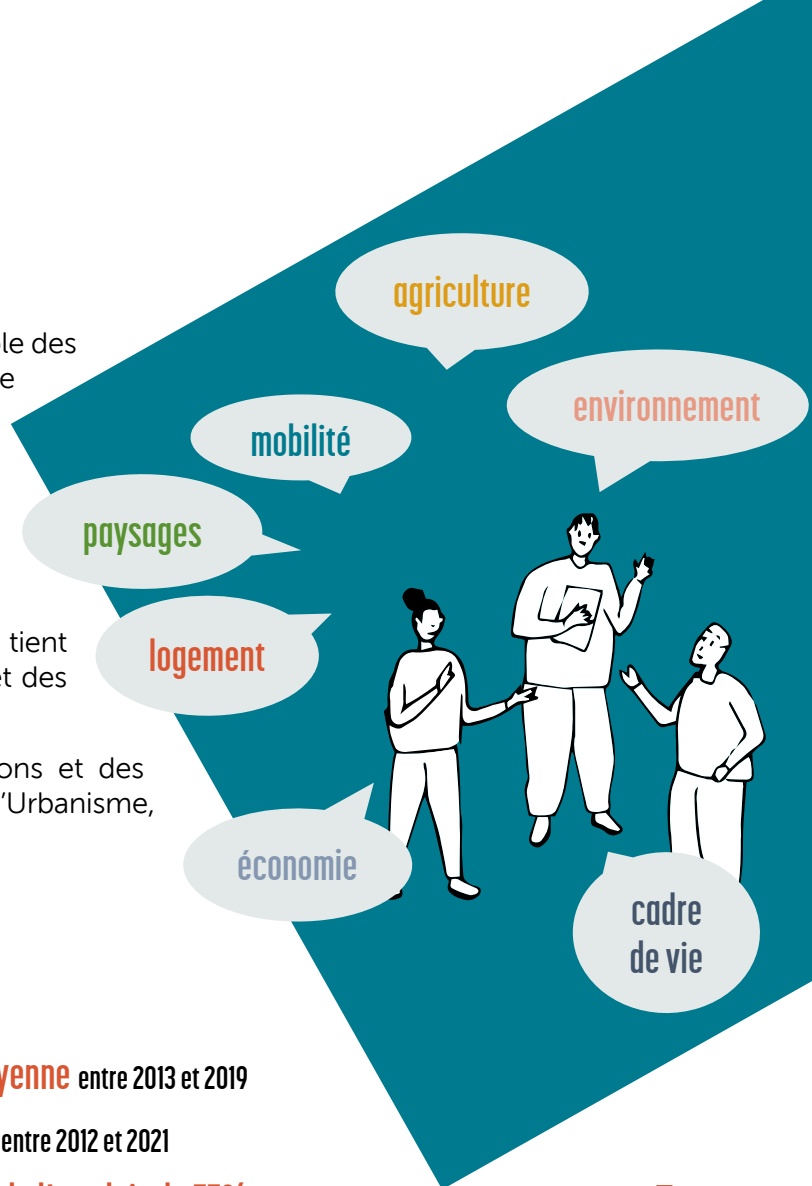 agriculture
des
environnement
mobilité
paysages
tient
logement
et des
ons et des
'Urbanisme,
économie
cadre
de vie
yenne entre 2013 et 2019
entre 2012 et 2021